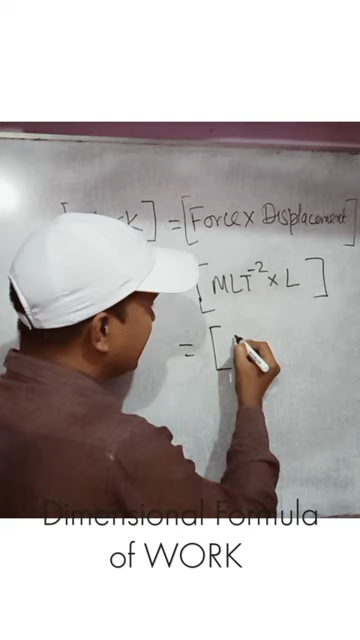 K] = [Force x Displacement]
[MLT⁻² x L]
= [
Dimensional Formula
of WORK